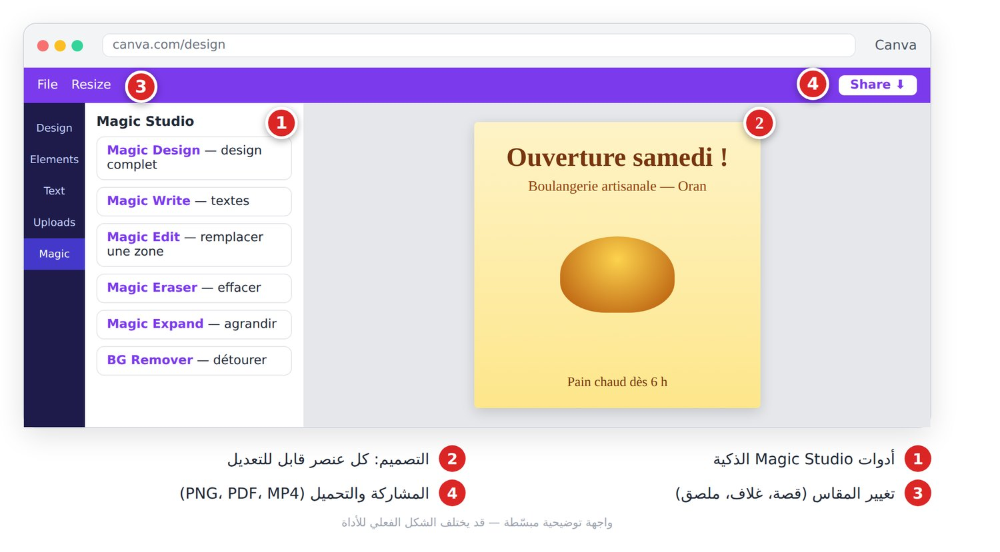 canva.com/design
Canva
File
Resize
3
4
Share ⬇
Design
Elements
Text
Uploads
Magic
Magic Studio
1
Magic Design — design
complet
Magic Write — textes
Magic Edit — remplacer
une zone
Magic Eraser — effacer
Magic Expand — agrandir
BG Remover — détourer
2
Ouverture samedi !
Boulangerie artisanale — Oran
Pain chaud dès 6 h
1 أدوات Magic Studio الذكية
2 التصميم: كل عنصر قابل للتعديل
3 تغيير المقاس (قصة، غلاف، ملصق)
4 المشاركة والتحميل (PNG، PDF، MP4)
واجهة توضيحية مبسّطة — قد يختلف الشكل الفعلي للأداة